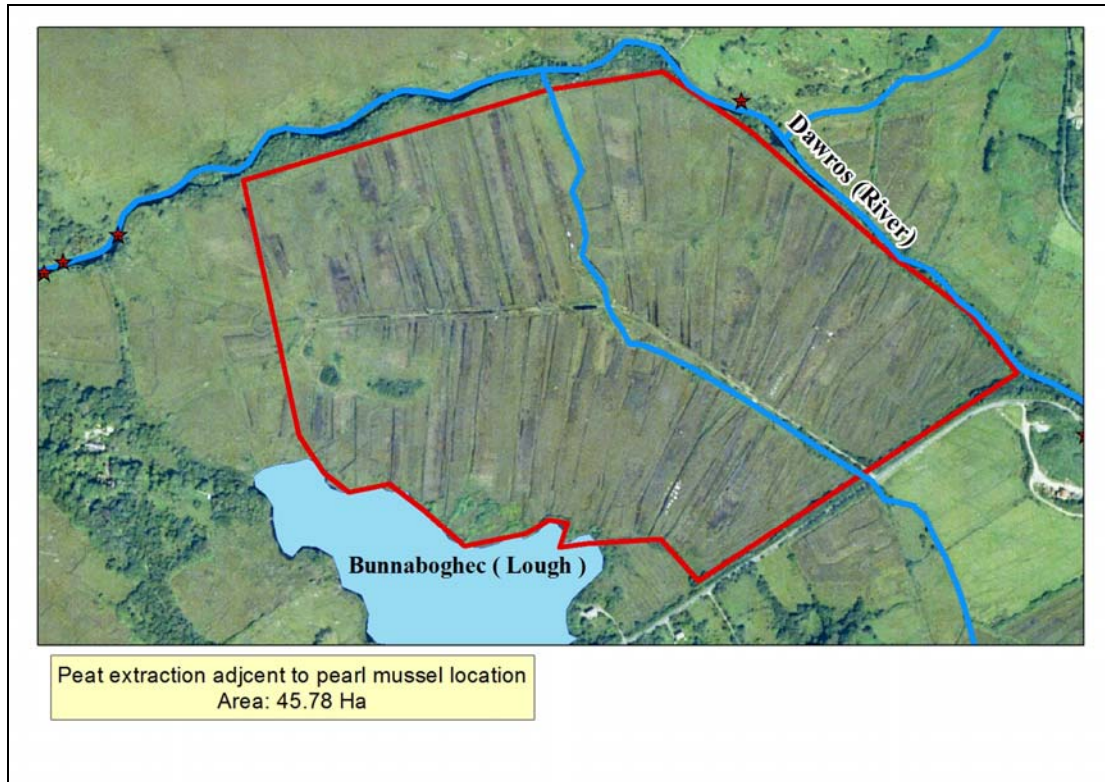 Dawros (River)
Bunnaboghec ( Lough )
Peat extraction adjcent to pearl mussel location
Area: 45.78 Ha